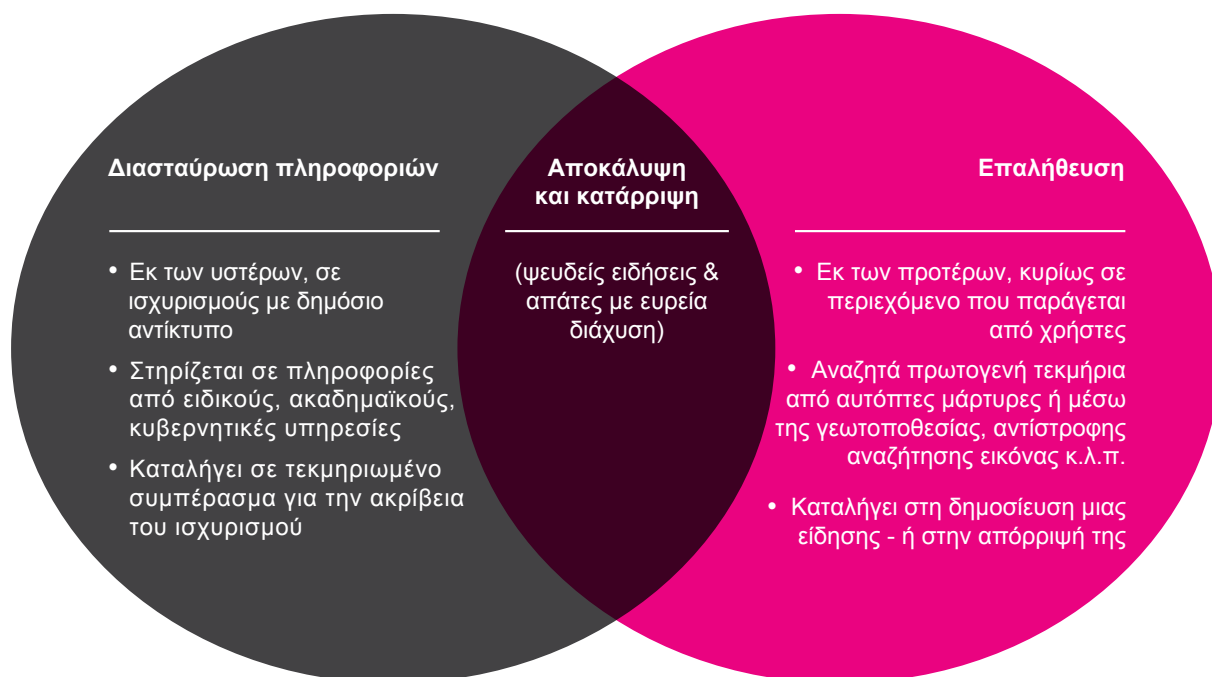 Διασταύρωση πληροφοριών
• Εκ των υστέρων, σε
ισχυρισμούς με δημόσιο
αντίκτυπο
• Στηρίζεται σε πληροφορίες
από ειδικούς, ακαδημαϊκούς,
κυβερνητικές υπηρεσίες
• Καταλήγει σε τεκμηριωμένο
συμπέρασμα για την ακρίβεια
του ισχυρισμού
Αποκάλυψη
και κατάρριψη
(ψευδείς ειδήσεις &
απάτες με ευρεία
διάχυση)
Επαλήθευση
• Εκ των προτέρων, κυρίως σε
περιεχόμενο που παράγεται
από χρήστες
• Αναζητά πρωτογενή τεκμήρια
από αυτόπτες μάρτυρες ή μέσω
της γεωτοποθεσίας, αντίστροφης
αναζήτησης εικόνας κ.λ.π.
• Καταλήγει στη δημοσίευση μιας
είδησης - ή στην απόρριψή της